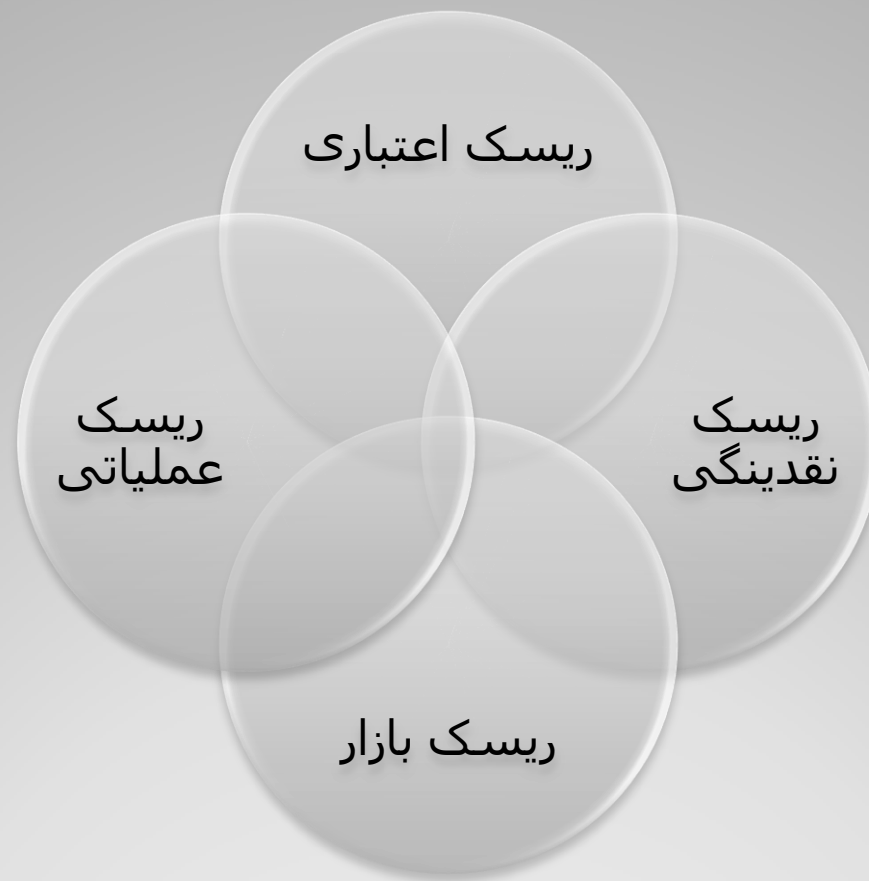 ریسک اعتباری
ریسک
نقدینگی
ریسک
عملیاتی
ریسک بازار